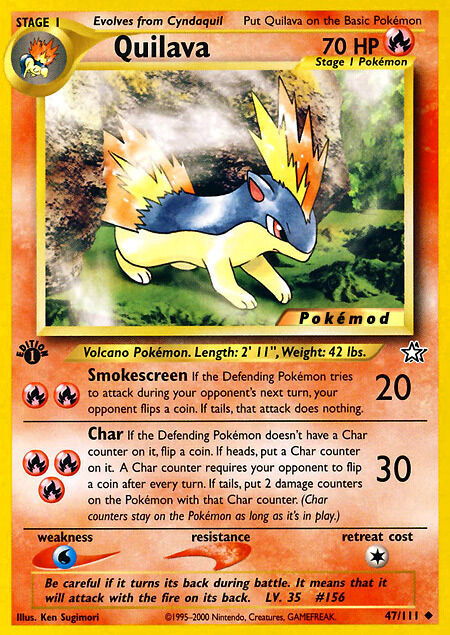 STAGE 1 Evolves from Cyndaquil Put Quilava on the Basic Pokémon
Quilava 70 HP
Stage 1 Pokémon
Pokémod
EDITION 1
Volcano Pokémon. Length: 2' 11", Weight: 42 lbs.
Smokescreen If the Defending Pokémon tries
to attack during your opponent's next turn, your
opponent flips a coin. If tails, that attack does nothing.
20
Char If the Defending Pokémon doesn't have a Char
counter on it, flip a coin. If heads, put a Char counter
on it. A Char counter requires your opponent to flip
a coin after every turn. If tails, put 2 damage counters
on the Pokémon with that Char counter. (Char
counters stay on the Pokémon as long as it's in play.)
30
weakness resistance retreat cost
Be careful if it turns its back during battle. It means that it
will attack with the fire on its back. LV. 35 #156
Illus. Ken Sugimori ©1995-2000 Nintendo, Creatures, GAMEFREAK. 47/111